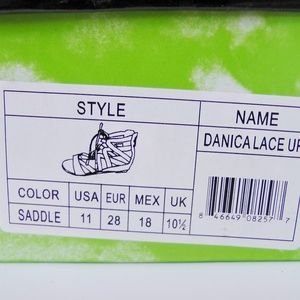 STYLE
NAME
DANICA LACE UP
COLOR USA EUR MEX UK
SADDLE 11 28 18 10½
8 46649 08257 7